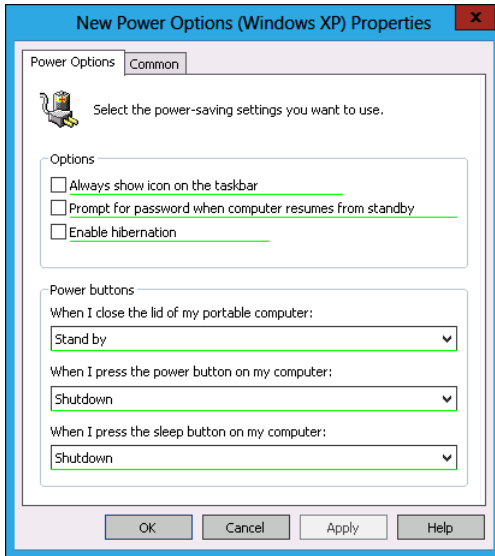 New Power Options (Windows XP) Properties
x
Power Options
Common
Select the power-saving settings you want to use.
Options
Always show icon on the taskbar
Prompt for password when computer resumes from standby
Enable hibernation
Power buttons
When I close the lid of my portable computer:
Stand by
When I press the power button on my computer:
Shutdown
When I press the sleep button on my computer:
Shutdown
OK
Cancel
Apply
Help